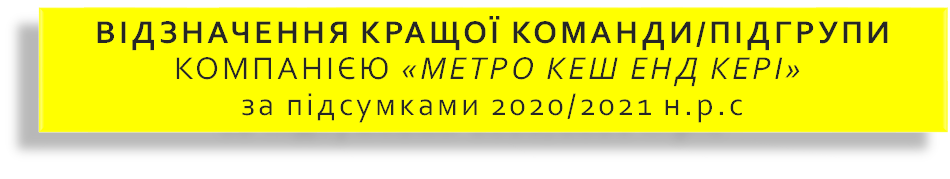 ВІДЗНАЧЕННЯ КРАЩОЇ КОМАНДИ/ПІДГРУПИ
КОМПАНІЄЮ «МЕТРО КЕШ ЕНД КЕРІ»
за підсумками 2020/2021 н.р.с